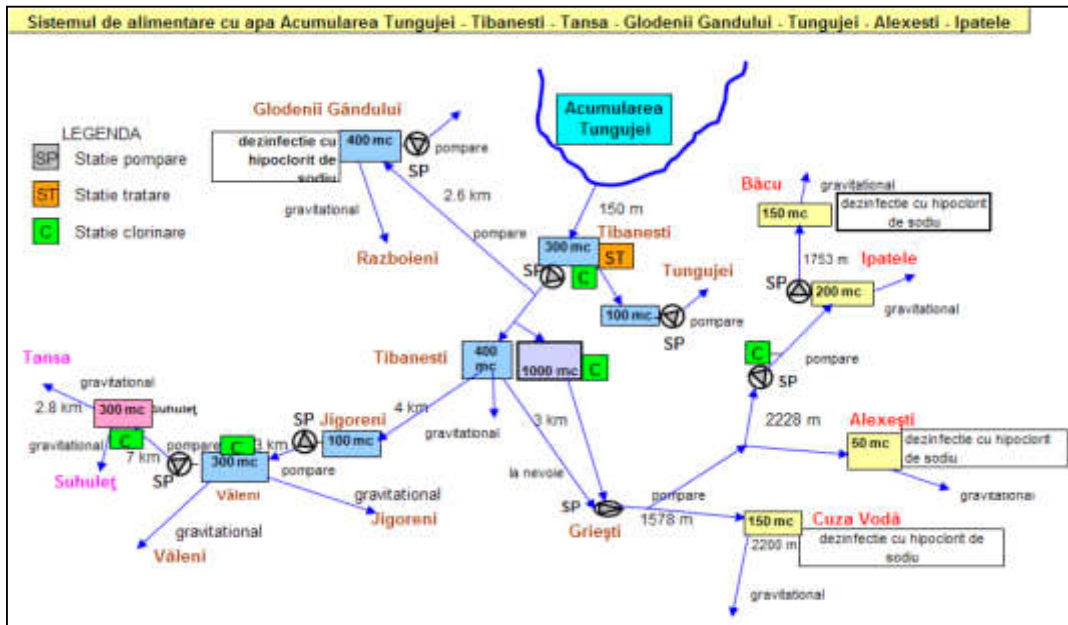 Sistemul de alimentare cu apa Acumularea Tungujei - Tibanesti - Tansa - Glodenii Gandului - Tungujei - Alexesti - Ipatele
LEGENDA
SP Statie pompare
ST Statie tratare
C Statie clorinare
Glodenii Gândului
dezinfectie cu
hipoclorit de
sodiu
400 mc
pompare
SP
gravitational
Razboieni
2.6 km
pompare
Acumularea
Tungujei
150 m
Tibanesti
300 mc
ST
SP
C
Tungujei
100 mc
pompare
SP
Băcu
gravitational
150 mc
dezinfectie cu hipoclorit
de sodiu
1753 m
Ipatele
SP
200 mc
gravitational
C
pompare
SP
2228 m
Tibanesti
400
mc
1000 mc
C
4 km
gravitational
3 km
la nevoie
Tansa
gravitational
2.8 km
300 mc
Suhuleţ
C
gravitational
7 km
pompare
Suhuleţ
SP
C
3 km
300 mc
Văleni
SP
Jigoreni
100 mc
pompare
gravitational
Jigoreni
gravitational
Văleni
SP
Grieşti
pompare
1578 m
Alexeşti
50 mc
dezinfectie cu hipoclorit
de sodiu
gravitational
Cuza Vodă
150 mc
2200 m
dezinfectie cu hipoclorit de
sodiu
gravitational